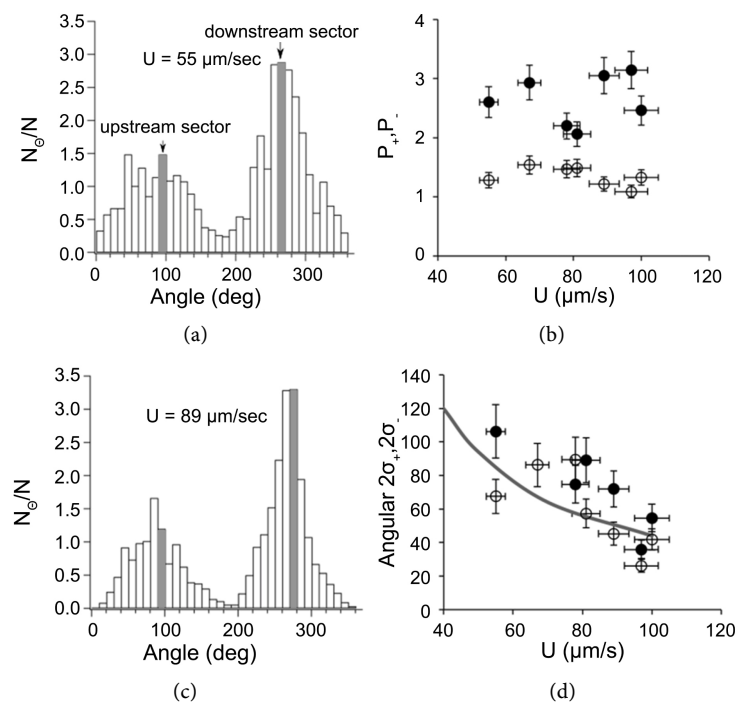 3.5
3.0
2.5
2.0
1.5
1.0
0.5
0.0
N_Θ/N
downstream sector
U = 55 µm/sec
upstream sector
0 100 200 300
Angle (deg)
(a)
4
3
2
1
0
P₊,P₋
40 60 80 100 120
U (µm/s)
(b)
3.5
3.0
2.5
2.0
1.5
1.0
0.5
0.0
N_Θ/N
U = 89 µm/sec
0 100 200 300
Angle (deg)
(c)
140
120
100
80
60
40
20
0
Angular 2σ₊,2σ₋
40 60 80 100 120
U (µm/s)
(d)